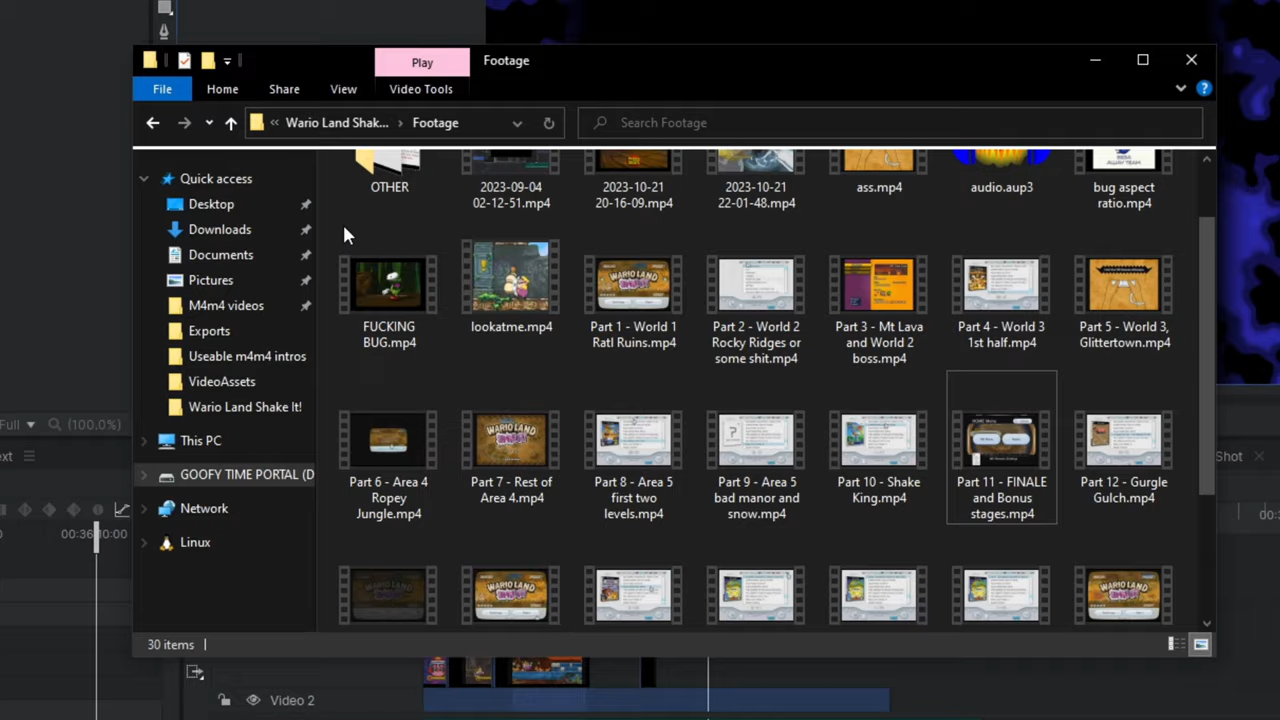 Play
Footage
File
Home
Share
View
Video Tools
« Wario Land Shak... > Footage
Search Footage
Quick access
Desktop
Downloads
Documents
Pictures
M4m4 videos
Exports
Useable m4m4 intros
VideoAssets
Wario Land Shake It!
This PC
GOOFY TIME PORTAL (D
Network
Linux
OTHER
2023-09-04
02-12-51.mp4
2023-10-21
20-16-09.mp4
2023-10-21
22-01-48.mp4
ass.mp4
audio.aup3
bug aspect
ratio.mp4
FUCKING
BUG.mp4
lookatme.mp4
Part 1 - World 1
Ratl Ruins.mp4
Part 2 - World 2
Rocky Ridges or
some shit.mp4
Part 3 - Mt Lava
and World 2
boss.mp4
Part 4 - World 3
1st half.mp4
Part 5 - World 3,
Glittertown.mp4
Part 6 - Area 4
Ropey
Jungle.mp4
Part 7 - Rest of
Area 4.mp4
Part 8 - Area 5
first two
levels.mp4
Part 9 - Area 5
bad manor and
snow.mp4
Part 10 - Shake
King.mp4
Part 11 - FINALE
and Bonus
stages.mp4
Part 12 - Gurgle
Gulch.mp4
30 items
Full
(100,0%)
ext
Shot
00:36
10:00
Video 2